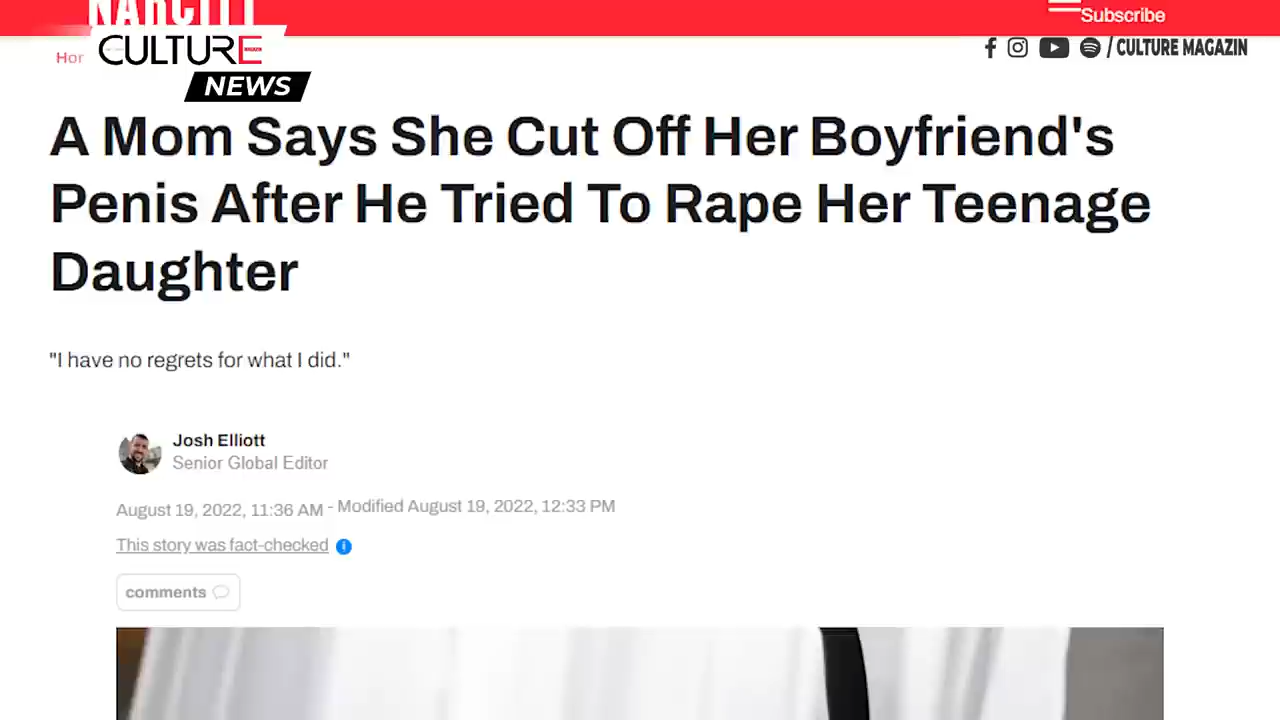 NARCITY
Subscribe
Hor
CULTURE
NEWS
/ CULTURE MAGAZIN
A Mom Says She Cut Off Her Boyfriend's
Penis After He Tried To Rape Her Teenage
Daughter
"I have no regrets for what I did."
Josh Elliott
Senior Global Editor
August 19, 2022, 11:36 AM - Modified August 19, 2022, 12:33 PM
This story was fact-checked
comments